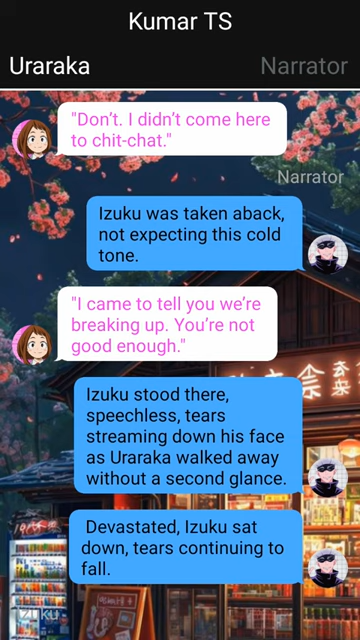 Kumar TS
Uraraka
Narrator
"Don’t. I didn’t come here
to chit-chat."
Narrator
Izuku was taken aback,
not expecting this cold
tone.
"I came to tell you we’re
breaking up. You’re not
good enough."
Izuku stood there,
speechless, tears
streaming down his face
as Uraraka walked away
without a second glance.
Devastated, Izuku sat
down, tears continuing to
fall.